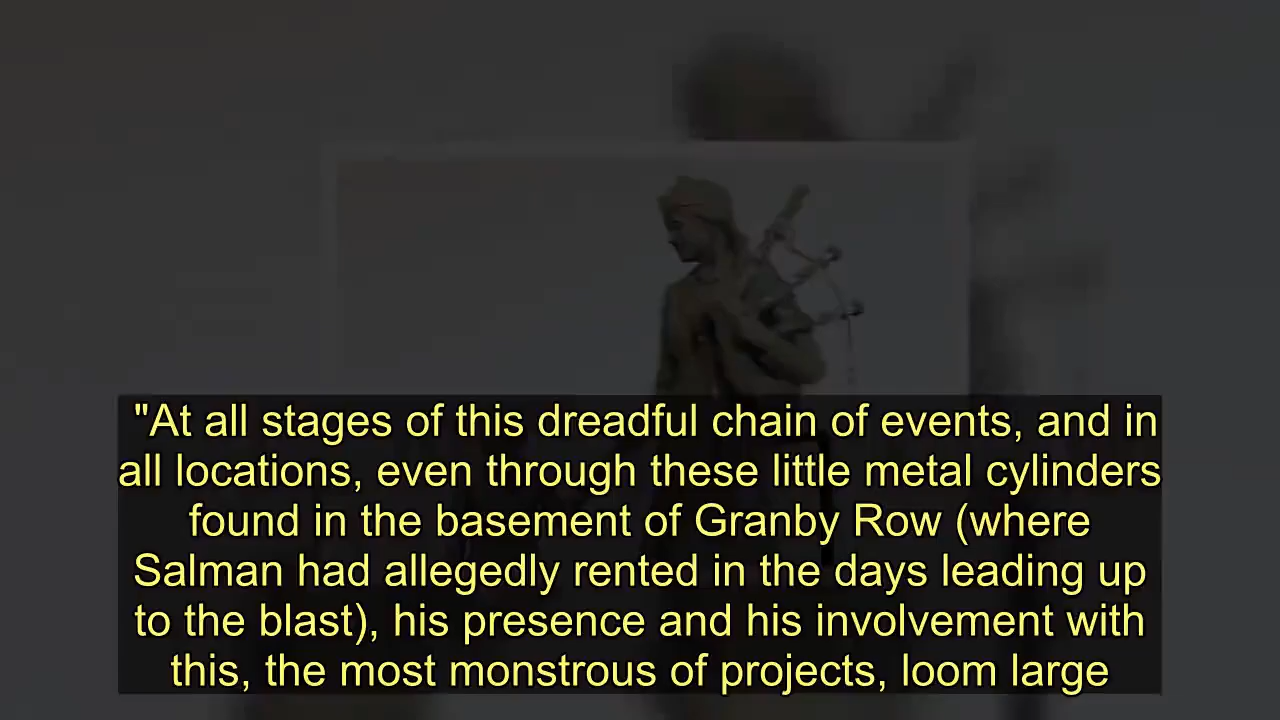 "At all stages of this dreadful chain of events, and in
all locations, even through these little metal cylinders
found in the basement of Granby Row (where
Salman had allegedly rented in the days leading up
to the blast), his presence and his involvement with
this, the most monstrous of projects, loom large